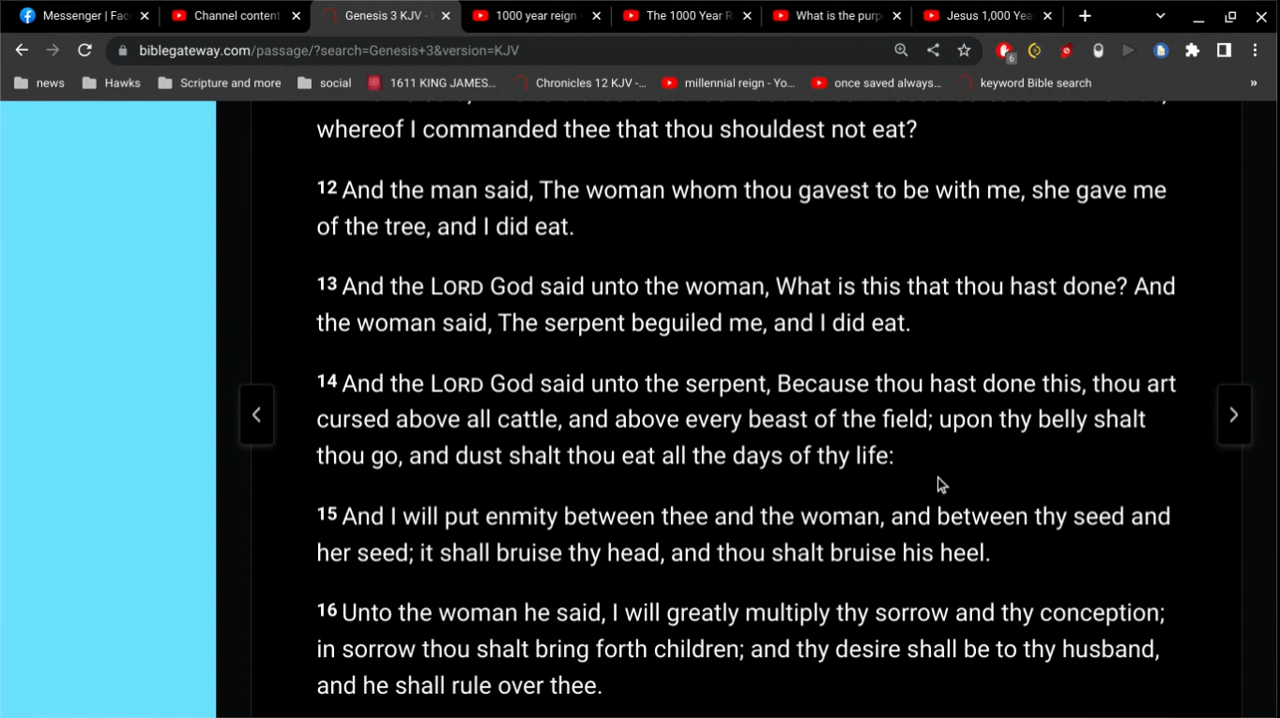 Messenger | Fac
Channel content
Genesis 3 KJV -
1000 year reign
The 1000 Year R
What is the purp
Jesus 1,000 Yea
biblegateway.com/passage/?search=Genesis+3&version=KJV
6
news
Hawks
Scripture and more
social
1611 KING JAMES...
Chronicles 12 KJV -...
millennial reign - Yo...
once saved always...
keyword Bible search
»
whereof I commanded thee that thou shouldest not eat?
12 And the man said, The woman whom thou gavest to be with me, she gave me
of the tree, and I did eat.
13 And the LORD God said unto the woman, What is this that thou hast done? And
the woman said, The serpent beguiled me, and I did eat.
14 And the LORD God said unto the serpent, Because thou hast done this, thou art
cursed above all cattle, and above every beast of the field; upon thy belly shalt
thou go, and dust shalt thou eat all the days of thy life:
15 And I will put enmity between thee and the woman, and between thy seed and
her seed; it shall bruise thy head, and thou shalt bruise his heel.
16 Unto the woman he said, I will greatly multiply thy sorrow and thy conception;
in sorrow thou shalt bring forth children; and thy desire shall be to thy husband,
and he shall rule over thee.